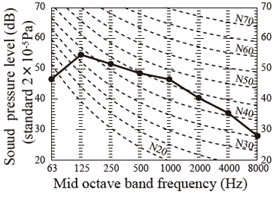 Souud pressure level (dB)
(standard 2×10⁻⁵Pa)
70
60
50
40
30
20
70
60
50
40
30
20
N70
N60
N50
N40
N30
N20
63 125 250 500 1000 2000 4000 8000
Mid octave band frequency (Hz)